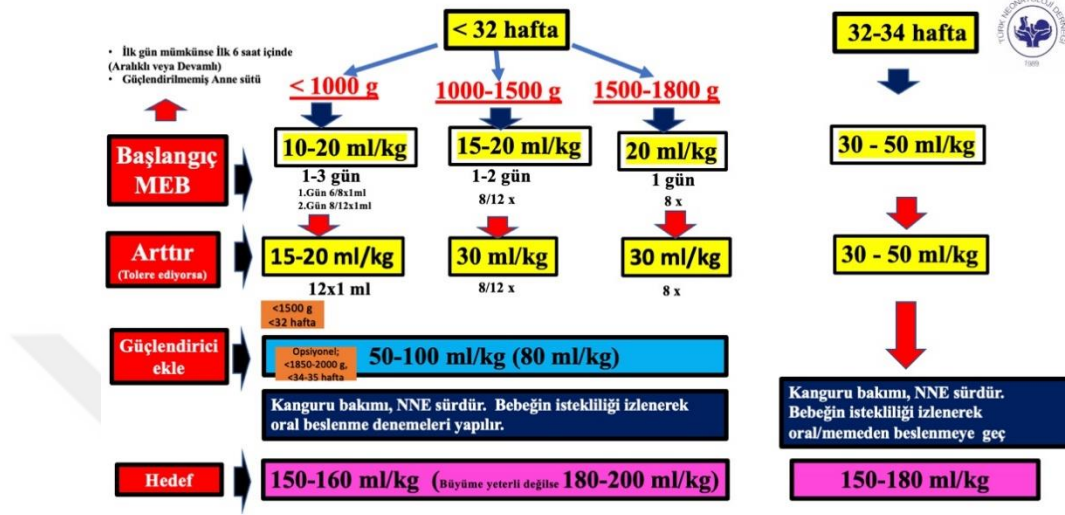 < 32 hafta
32-34 hafta
TÜRK NEONATOLOJİ DERNEĞİ
• İlk gün mümkünse İlk 6 saat içinde
(Aralıklı veya Devamlı)
• Güçlendirilmemiş Anne sütü
< 1000 g
1000-1500 g
1500-1800 g
Başlangıç
MEB
10-20 ml/kg
1-3 gün
1.Gün 6/8x1ml
2.Gün 8/12x1ml
15-20 ml/kg
1-2 gün
8/12 x
20 ml/kg
1 gün
8 x
30 - 50 ml/kg
Arttır
(Tolere ediyorsa)
15-20 ml/kg
12x1 ml
30 ml/kg
8/12 x
30 ml/kg
8 x
30 - 50 ml/kg
<1500 g
<32 hafta
Güçlendirici
ekle
Opsiyonel;
<1850-2000 g,
<34-35 hafta
50-100 ml/kg (80 ml/kg)
Kanguru bakımı, NNE sürdür. Bebeğin istekliliği izlenerek
oral beslenme denemeleri yapılır.
Kanguru bakımı, NNE sürdür.
Bebeğin istekliliği izlenerek
oral/memeden beslenmeye geç
Hedef
150-160 ml/kg (Büyüme yeterli değilse 180-200 ml/kg)
150-180 ml/kg